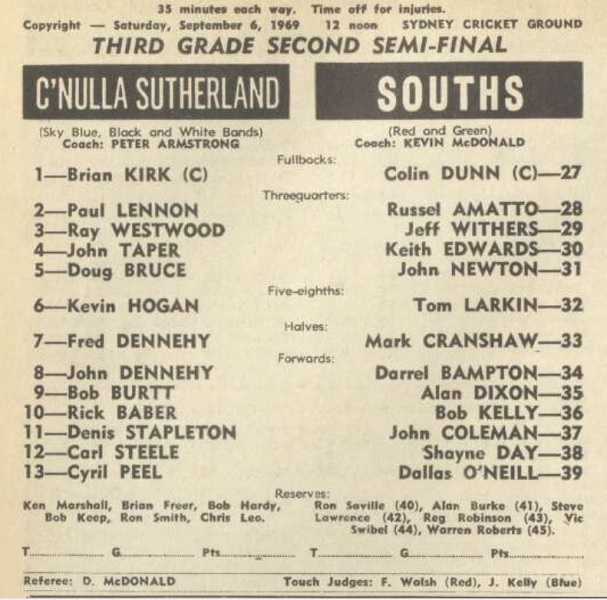 35 minutes each way. Time off for injuries.
Copyright — Saturday, September 6, 1969 12 noon SYDNEY CRICKET GROUND
THIRD GRADE SECOND SEMI-FINAL
C'NULLA SUTHERLAND SOUTHS
(Sky Blue, Black and White Bands) (Red and Green)
Coach: PETER ARMSTRONG Coach: KEVIN McDONALD
Fullbacks:
1—Brian KIRK (C) Colin DUNN (C)—27
Threequarters:
2—Paul LENNON Russel AMATTO—28
3—Ray WESTWOOD Jeff WITHERS—29
4—John TAPER Keith EDWARDS—30
5—Doug BRUCE John NEWTON—31
Five-eighths:
6—Kevin HOGAN Tom LARKIN—32
Halves:
7—Fred DENNEHY Mark CRANSHAW—33
Forwards:
8—John DENNEHY Darrel BAMPTON—34
9—Bob BURTT Alan DIXON—35
10—Rick BABER Bob KELLY—36
11—Denis STAPLETON John COLEMAN—37
12—Carl STEELE Shayne DAY—38
13—Cyril PEEL Dallas O'NEILL—39
Reserves:
Ken Marshall, Brian Freer, Bob Hardy, Ron Saville (40), Alan Burke (41), Steve
Bob Keep, Ron Smith, Chris Leo. Lawrence (42), Reg Robinson (43), Vic
Swibel (44), Warren Roberts (45).
T.................. G.................. Pts.................. T.................. G.................. Pts..................
Referee: D. McDONALD Touch Judges: F. Walsh (Red), J. Kelly (Blue)